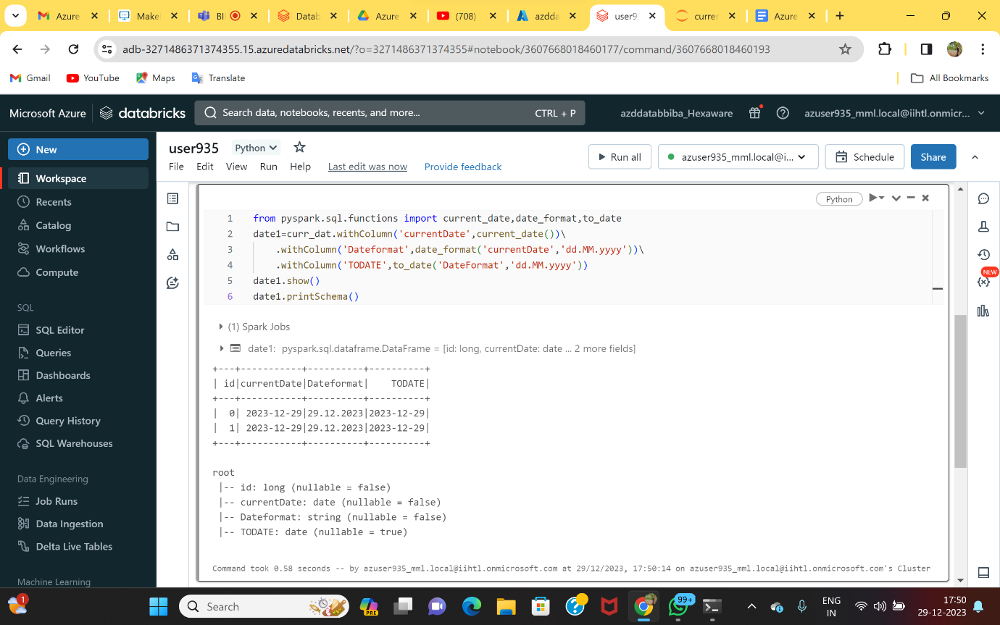 Azure
Make
BI
Datab
Azure
(708)
azdda
user9
currer
Azure
adb-3271486371374355.15.azuredatabricks.net/?o=3271486371374355#notebook/3607668018460177/command/3607668018460193
Gmail
YouTube
Maps
Translate
All Bookmarks
Microsoft Azure
databricks
Search data, notebooks, recents, and more...
CTRL + P
azddatabbiba_Hexaware
azuser935_mml.local@iihtl.onmicr...
New
Workspace
Recents
Catalog
Workflows
Compute
SQL
SQL Editor
Queries
Dashboards
Alerts
Query History
SQL Warehouses
Data Engineering
Job Runs
Data Ingestion
Delta Live Tables
Machine Learning
user935
Python
File Edit View Run Help Last edit was now Provide feedback
Run all
azuser935_mml.local@i...
Schedule
Share
NEW
Python
1 from pyspark.sql.functions import current_date,date_format,to_date
2 date1=curr_dat.withColumn('currentDate',current_date())\
3 .withColumn('Dateformat',date_format('currentDate','dd.MM.yyyy'))\
4 .withColumn('TODATE',to_date('DateFormat','dd.MM.yyyy'))
5 date1.show()
6 date1.printSchema()
(1) Spark Jobs
date1: pyspark.sql.dataframe.DataFrame = [id: long, currentDate: date ... 2 more fields]
+---+-----------+----------+----------+
| id|currentDate|Dateformat|    TODATE|
+---+-----------+----------+----------+
|  0| 2023-12-29|29.12.2023|2023-12-29|
|  1| 2023-12-29|29.12.2023|2023-12-29|
+---+-----------+----------+----------+
root
|-- id: long (nullable = false)
|-- currentDate: date (nullable = false)
|-- Dateformat: string (nullable = false)
|-- TODATE: date (nullable = true)
Command took 0.58 seconds -- by azuser935_mml.local@iihtl.onmicrosoft.com at 29/12/2023, 17:50:14 on azuser935_mml.local@iihtl.onmicrosoft.com's Cluster
1
Search
PRE
99+
ENG
IN
17:50
29-12-2023